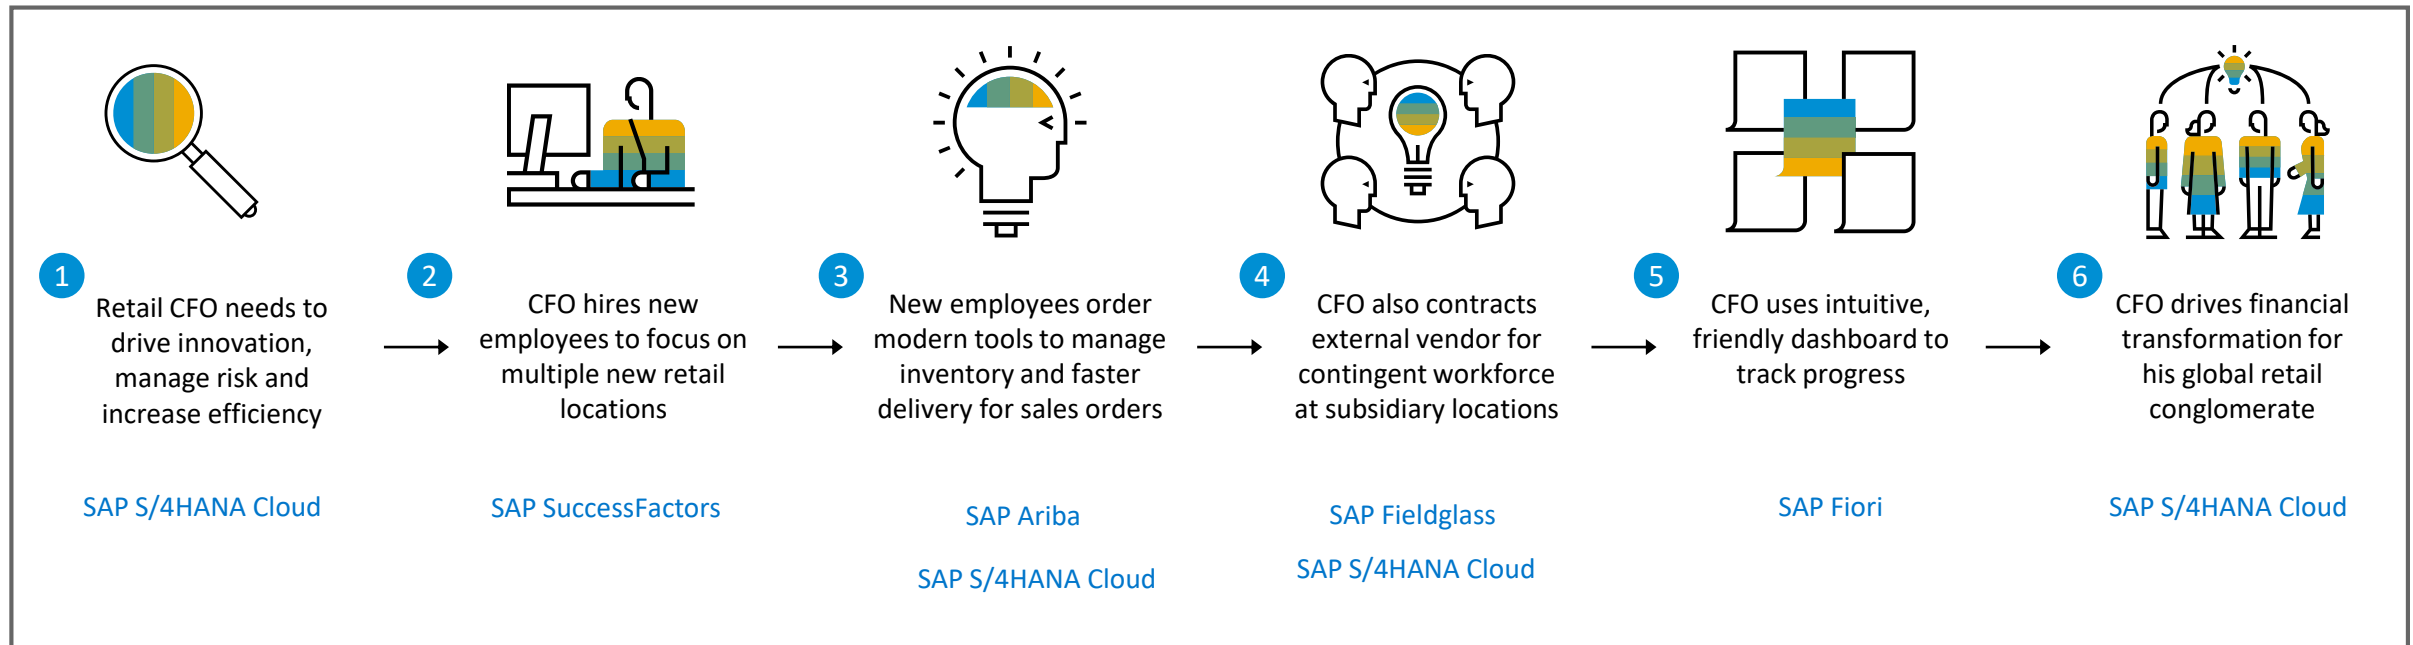 1
Retail CFO needs to
drive innovation,
manage risk and
increase efficiency
SAP S/4HANA Cloud
2
CFO hires new
employees to focus on
multiple new retail
locations
SAP SuccessFactors
3
New employees order
modern tools to manage
inventory and faster
delivery for sales orders
SAP Ariba
SAP S/4HANA Cloud
4
CFO also contracts
external vendor for
contingent workforce
at subsidiary locations
SAP Fieldglass
SAP S/4HANA Cloud
5
CFO uses intuitive,
friendly dashboard to
track progress
SAP Fiori
6
CFO drives financial
transformation for
his global retail
conglomerate
SAP S/4HANA Cloud